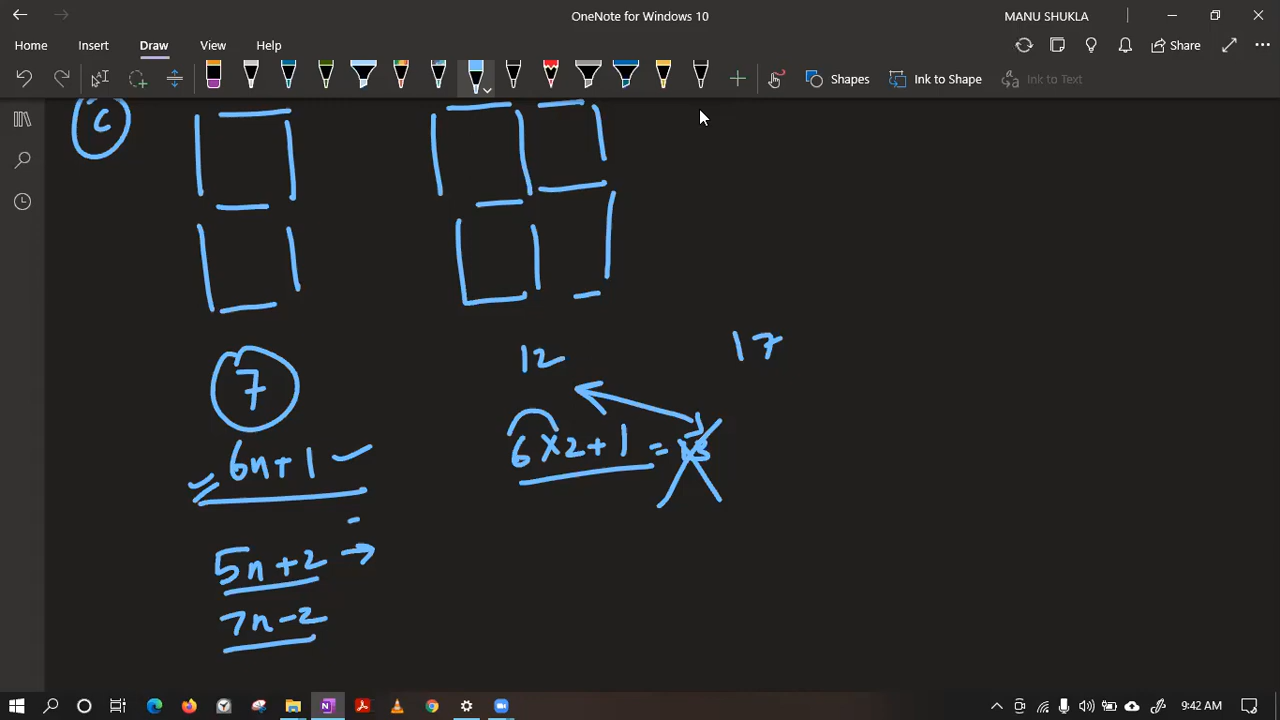 OneNote for Windows 10
MANU SHUKLA
Home Insert Draw View Help
Share
Shapes
Ink to Shape
Ink to Text
c
12
17
7
6×2+1=13
6n+1
5n+2
7n-2
9:42 AM